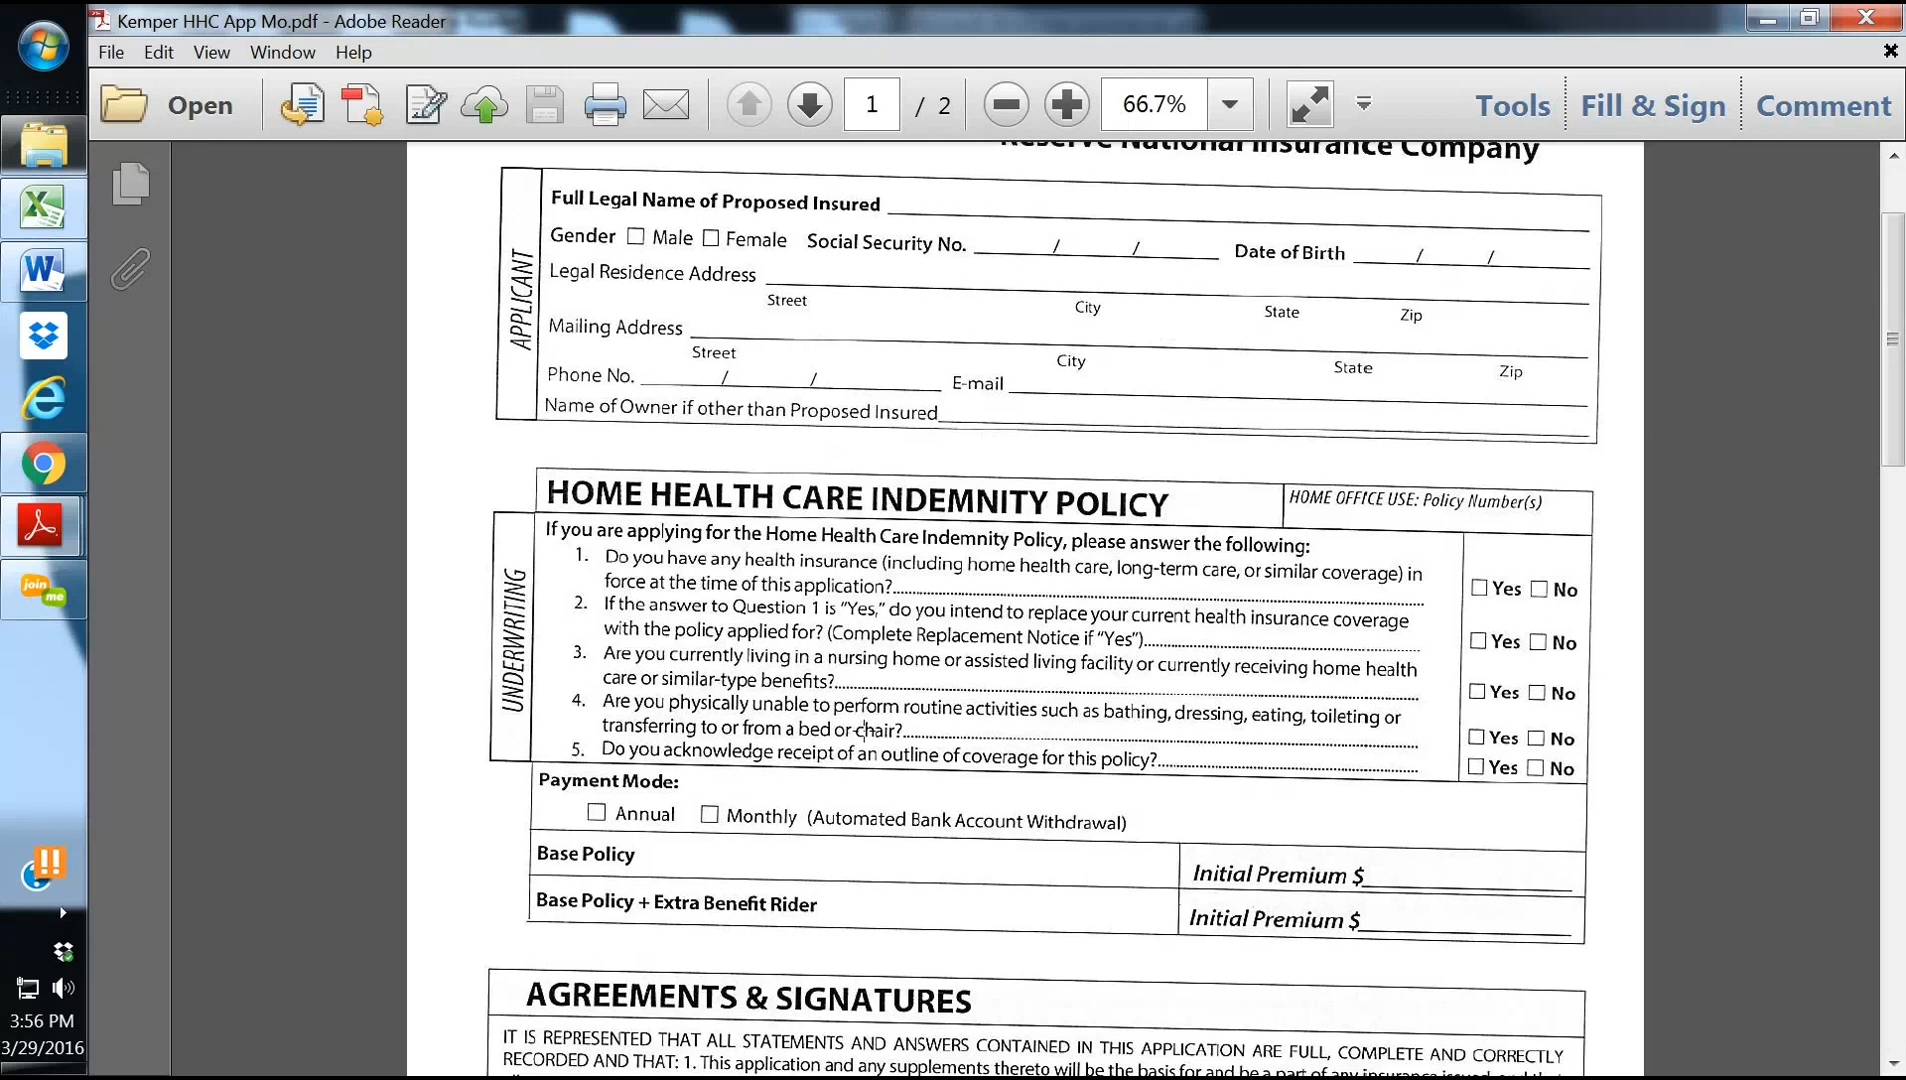 Kemper HHC App Mo.pdf - Adobe Reader
File Edit View Window Help
Open 1 / 2 66.7% Tools Fill & Sign Comment
Reserve National Insurance Company
APPLICANT
Full Legal Name of Proposed Insured
Gender Male Female Social Security No. / / Date of Birth / /
Legal Residence Address
Street City State Zip
Mailing Address
Street City State Zip
Phone No. / / E-mail
Name of Owner if other than Proposed Insured
HOME HEALTH CARE INDEMNITY POLICY
HOME OFFICE USE: Policy Number(s)
UNDERWRITING
If you are applying for the Home Health Care Indemnity Policy, please answer the following:
1. Do you have any health insurance (including home health care, long-term care, or similar coverage) in
force at the time of this application? Yes No
2. If the answer to Question 1 is “Yes,” do you intend to replace your current health insurance coverage
with the policy applied for? (Complete Replacement Notice if “Yes”) Yes No
3. Are you currently living in a nursing home or assisted living facility or currently receiving home health
care or similar-type benefits? Yes No
4. Are you physically unable to perform routine activities such as bathing, dressing, eating, toileting or
transferring to or from a bed or chair? Yes No
5. Do you acknowledge receipt of an outline of coverage for this policy? Yes No
Payment Mode:
Annual Monthly (Automated Bank Account Withdrawal)
Base Policy Initial Premium $
Base Policy + Extra Benefit Rider Initial Premium $
AGREEMENTS & SIGNATURES
IT IS REPRESENTED THAT ALL STATEMENTS AND ANSWERS CONTAINED IN THIS APPLICATION ARE FULL, COMPLETE AND CORRECTLY
RECORDED AND THAT: 1. This application and any supplements thereto will be the basis for and be a part of any insurance issued,
join
me
3:56 PM
3/29/2016